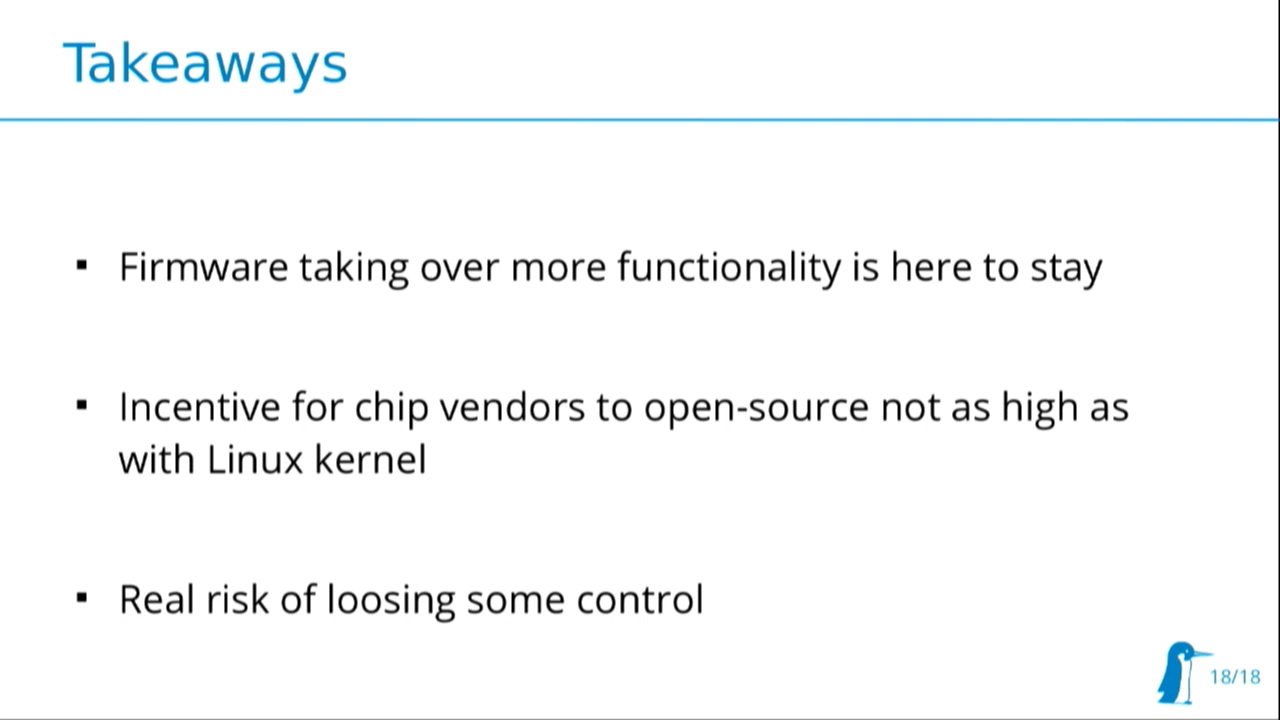 Takeaways
▪ Firmware taking over more functionality is here to stay
▪ Incentive for chip vendors to open-source not as high as
with Linux kernel
▪ Real risk of loosing some control
18/18